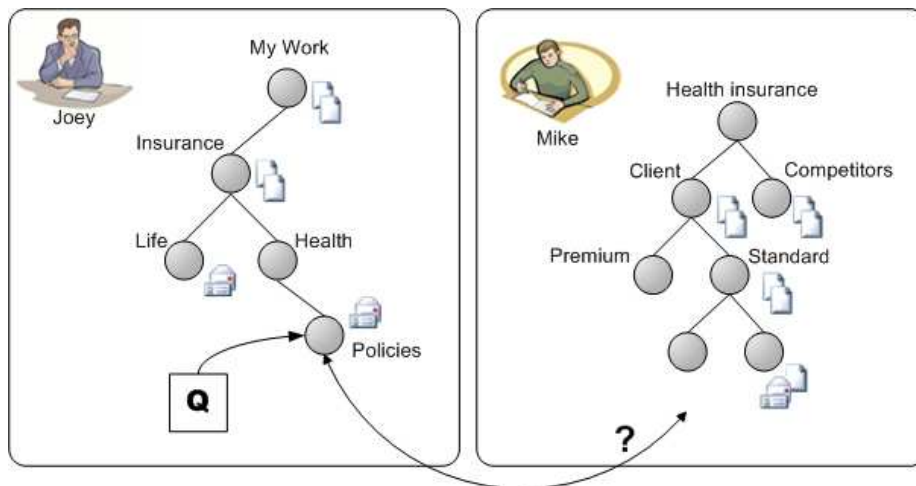 My Work
Joey
Insurance
Life
Health
Policies
Q
Mike
Health insurance
Client
Competitors
Premium
Standard
?